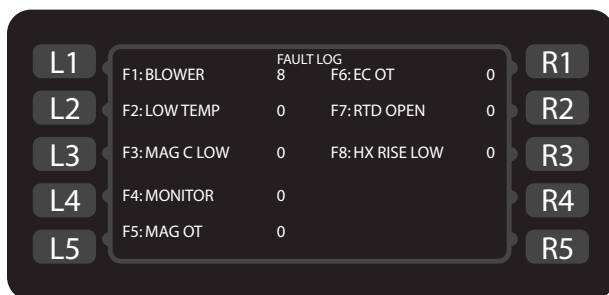 FAULT LOG
L1 F1: BLOWER 8 F6: EC OT 0 R1
L2 F2: LOW TEMP 0 F7: RTD OPEN 0 R2
L3 F3: MAG C LOW 0 F8: HX RISE LOW 0 R3
L4 F4: MONITOR 0 R4
L5 F5: MAG OT 0 R5